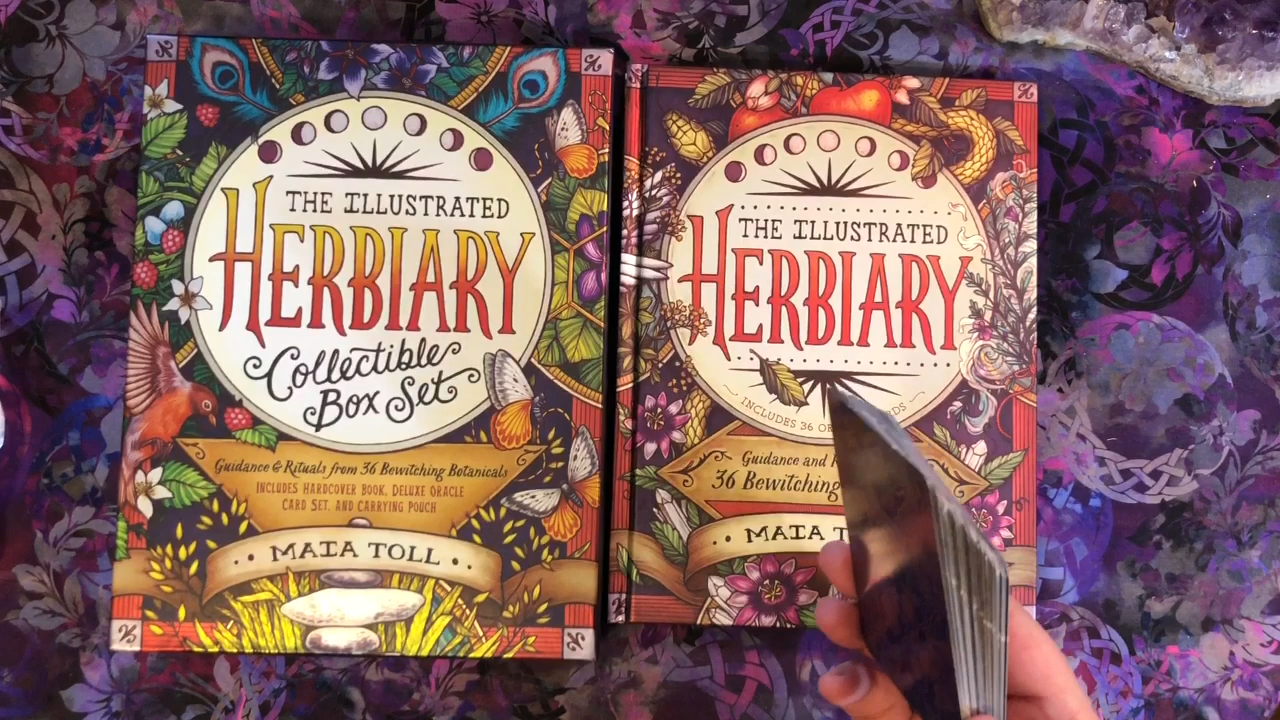 THE ILLUSTRATED
HERBIARY
Collectible
Box Set
Guidance & Rituals from 36 Bewitching Botanicals
INCLUDES HARDCOVER BOOK, DELUXE ORACLE
CARD SET, AND CARRYING POUCH
MAIA TOLL
THE ILLUSTRATED
HERBIARY
INCLUDES 36
Guidance and
36 Bewitching
MAIA